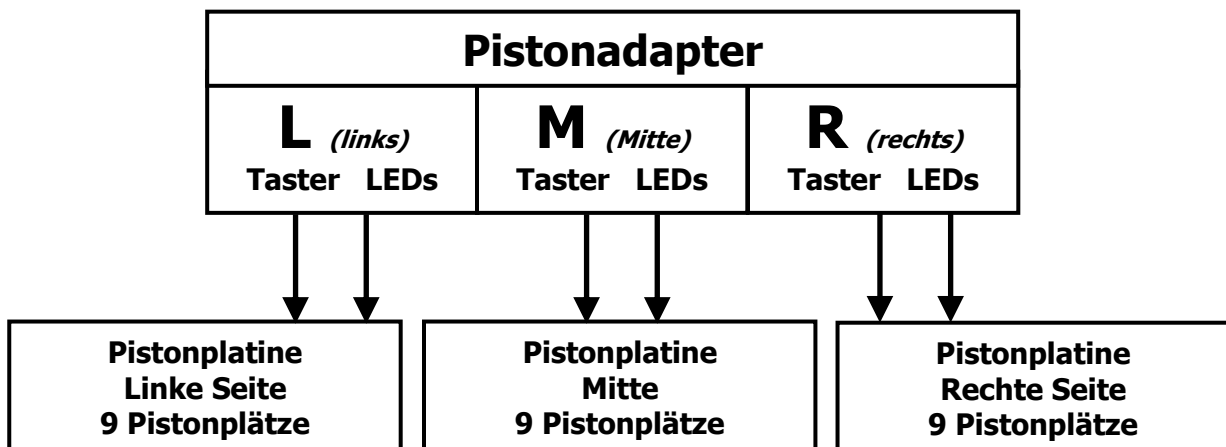 Pistonadapter
L (links)
Taster LEDs
M (Mitte)
Taster LEDs
R (rechts)
Taster LEDs
Pistonplatine
Linke Seite
9 Pistonplätze
Pistonplatine
Mitte
9 Pistonplätze
Pistonplatine
Rechte Seite
9 Pistonplätze